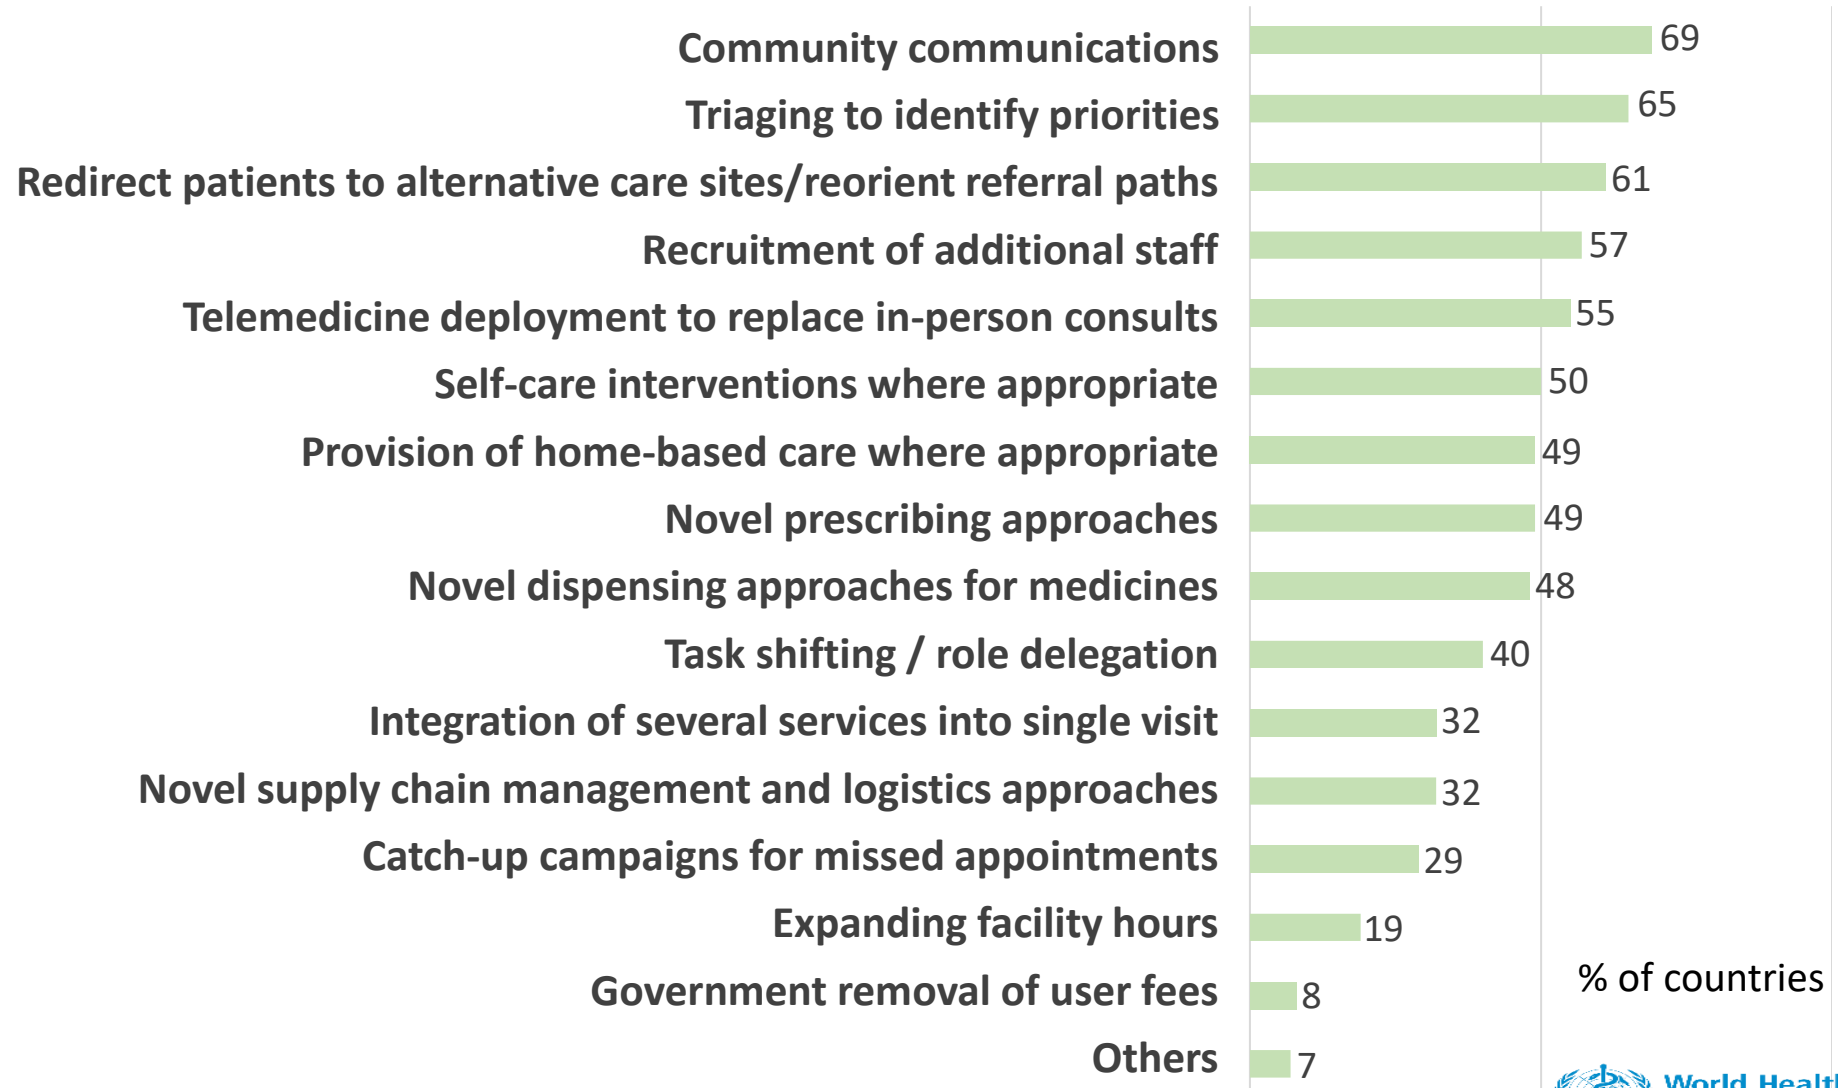 Community communications 69
Triaging to identify priorities 65
Redirect patients to alternative care sites/reorient referral paths 61
Recruitment of additional staff 57
Telemedicine deployment to replace in-person consults 55
Self-care interventions where appropriate 50
Provision of home-based care where appropriate 49
Novel prescribing approaches 49
Novel dispensing approaches for medicines 48
Task shifting / role delegation 40
Integration of several services into single visit 32
Novel supply chain management and logistics approaches 32
Catch-up campaigns for missed appointments 29
Expanding facility hours 19
Government removal of user fees 8
% of countries
Others 7
World Healt